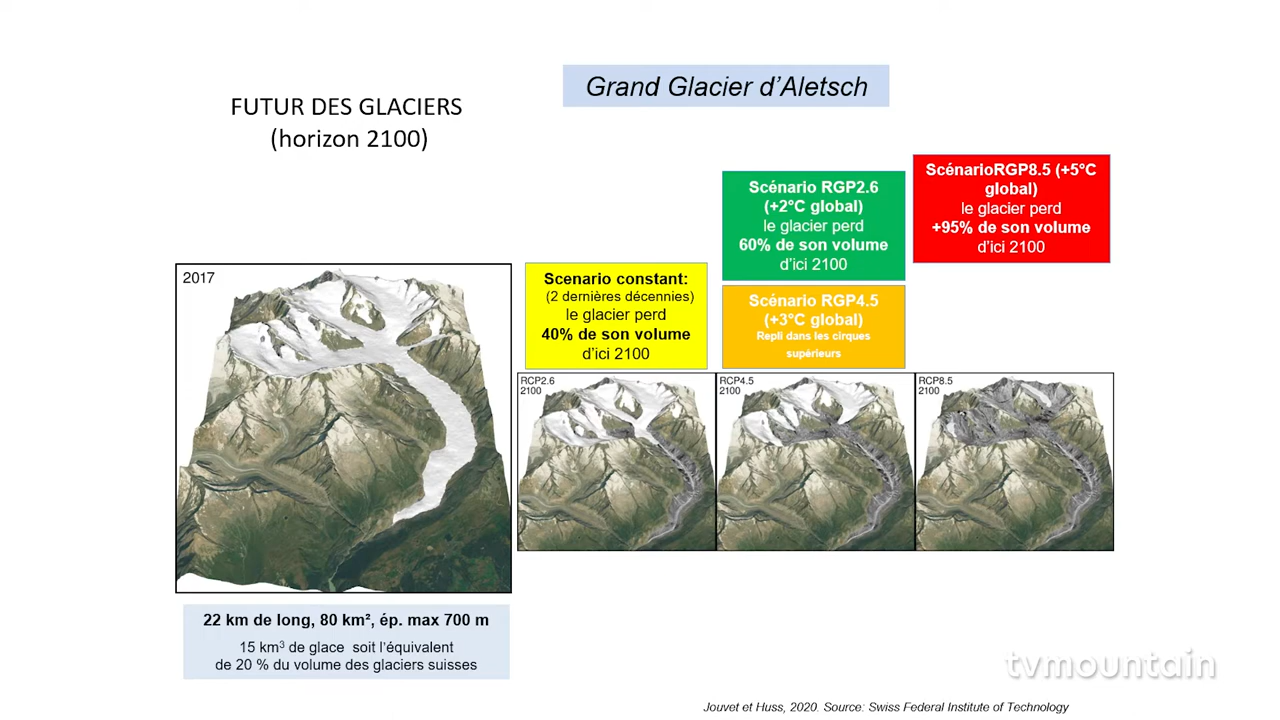 FUTUR DES GLACIERS
(horizon 2100)
Grand Glacier d'Aletsch
2017
22 km de long, 80 km², ép. max 700 m
15 km³ de glace soit l'équivalent
de 20 % du volume des glaciers suisses
Scenario constant:
(2 dernières décennies)
le glacier perd
40% de son volume
d'ici 2100
Scénario RGP2.6
(+2°C global)
le glacier perd
60% de son volume
d'ici 2100
Scénario RGP4.5
(+3°C global)
Repli dans les cirques
supérieurs
ScénarioRGP8.5 (+5°C
global)
le glacier perd
+95% de son volume
d'ici 2100
RCP2.6
2100
RCP4.5
2100
RCP8.5
2100
tvmountain
Jouvet et Huss, 2020. Source: Swiss Federal Institute of Technology